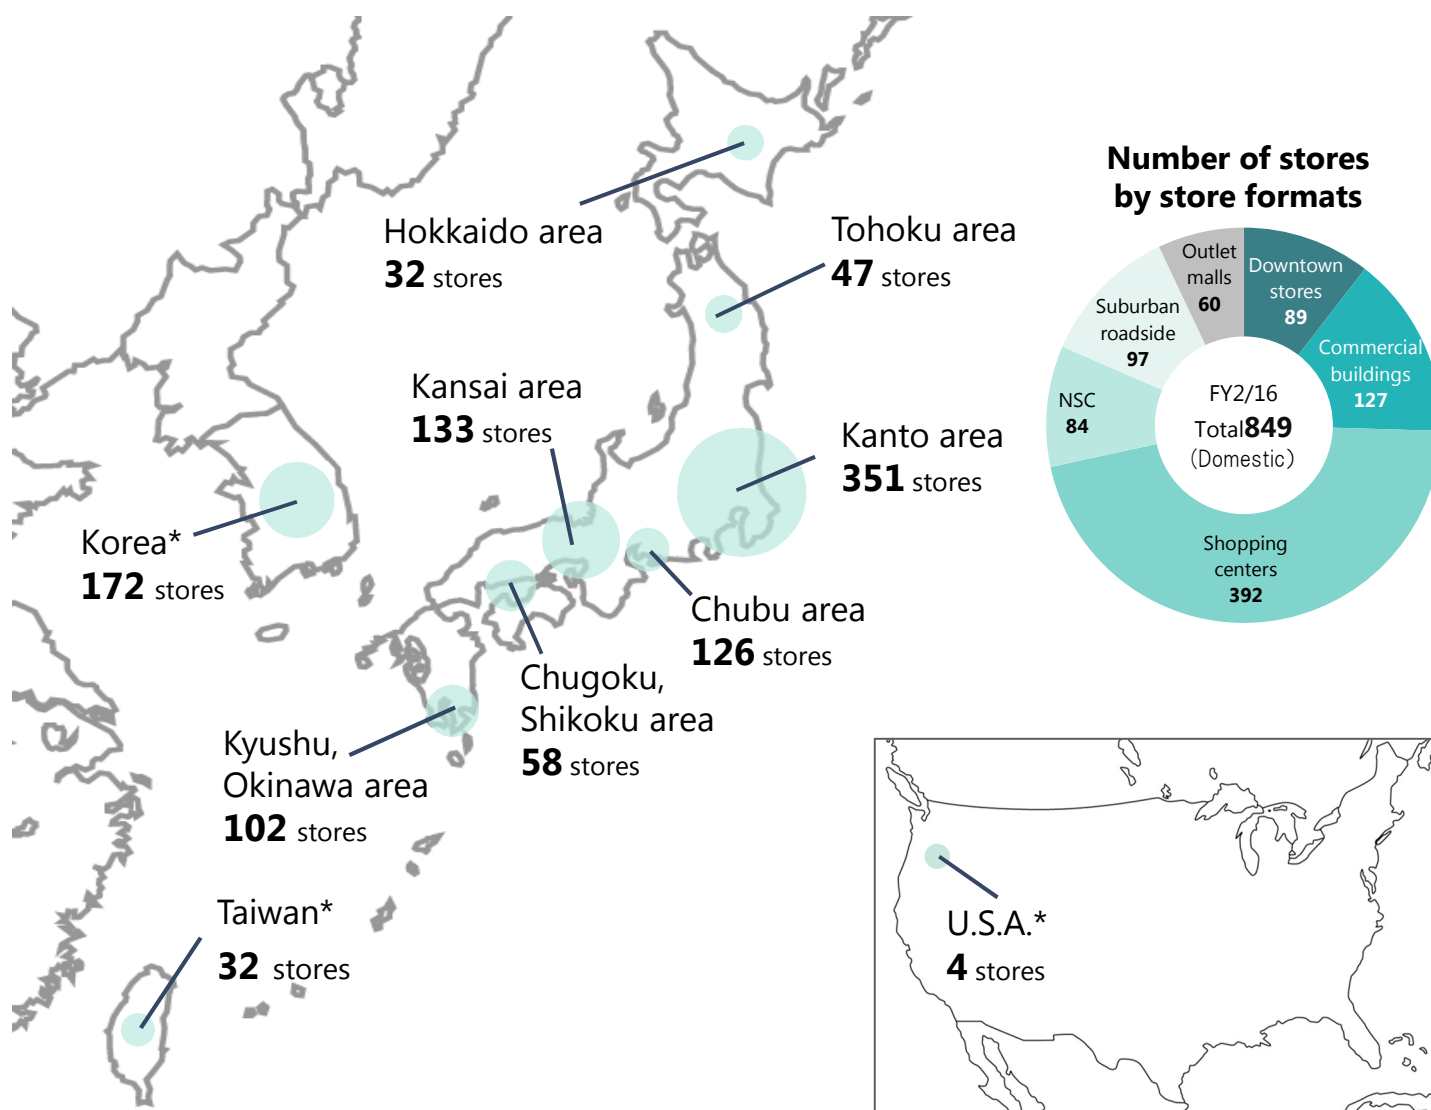 Number of stores
by store formats
Hokkaido area
32 stores
Tohoku area
47 stores
Kansai area
133 stores
Kanto area
351 stores
Korea*
172 stores
Chubu area
126 stores
Chugoku,
Shikoku area
58 stores
Kyushu,
Okinawa area
102 stores
Taiwan*
32 stores
U.S.A.*
4 stores
Outlet
malls
60
Downtown
stores
89
Suburban
roadside
97
Commercial
buildings
127
NSC
84
FY2/16
Total849
(Domestic)
Shopping
centers
392